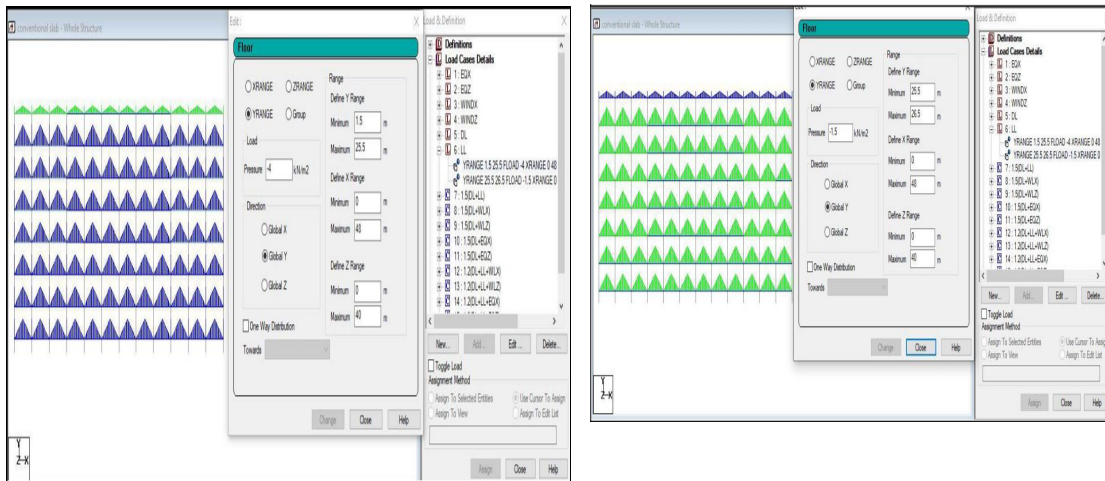 conventional slab - Whole Structure
Edit :
Floor
XRANGE
ZRANGE
YRANGE
Group
Load
Pressure -4 kN/m2
Direction
Global X
Global Y
Global Z
One Way Distribution
Towards
Range
Define Y Range
Minimum 1.5 m
Maximum 25.5 m
Define X Range
Minimum 0 m
Maximum 48 m
Define Z Range
Minimum 0 m
Maximum 40 m
Change Close Help
Load & Definition
Definitions
Load Cases Details
1 : EQX
2 : EQZ
3 : WINDX
4 : WINDZ
5 : DL
6 : LL
YRANGE 1.5 25.5 FLOAD -4 XRANGE 0 48
YRANGE 25.5 26.5 FLOAD -1.5 XRANGE 0
7 : 1.5(DL+LL)
8 : 1.5(DL+WLX)
9 : 1.5(DL+WLZ)
10 : 1.5(DL+EQX)
11 : 1.5(DL+EQZ)
12 : 1.2(DL+LL+WLX)
13 : 1.2(DL+LL+WLZ)
14 : 1.2(DL+LL+EQX)
New... Add... Edit ... Delete...
Toggle Load
Assignment Method
Assign To Selected Entities
Use Cursor To Assign
Assign To View
Assign To Edit List
Assign Close Help
Y
Z-X
conventional slab - Whole Structure
Edit :
Floor
XRANGE
ZRANGE
YRANGE
Group
Load
Pressure -1.5 kN/m2
Direction
Global X
Global Y
Global Z
One Way Distribution
Towards
Range
Define Y Range
Minimum 25.5 m
Maximum 26.5 m
Define X Range
Minimum 0 m
Maximum 48 m
Define Z Range
Minimum 0 m
Maximum 40 m
Change Close Help
Load & Definition
Definitions
Load Cases Details
1 : EQX
2 : EQZ
3 : WINDX
4 : WINDZ
5 : DL
6 : LL
YRANGE 1.5 25.5 FLOAD -4 XRANGE 0 48
YRANGE 25.5 26.5 FLOAD -1.5 XRANGE 0
7 : 1.5(DL+LL)
8 : 1.5(DL+WLX)
9 : 1.5(DL+WLZ)
10 : 1.5(DL+EQX)
11 : 1.5(DL+EQZ)
12 : 1.2(DL+LL+WLX)
13 : 1.2(DL+LL+WLZ)
14 : 1.2(DL+LL+EQX)
New... Add... Edit ... Delete...
Toggle Load
Assignment Method
Assign To Selected Entities
Use Cursor To Assig
Assign To View
Assign To Edit List
Assign Close Help
Y
Z-X